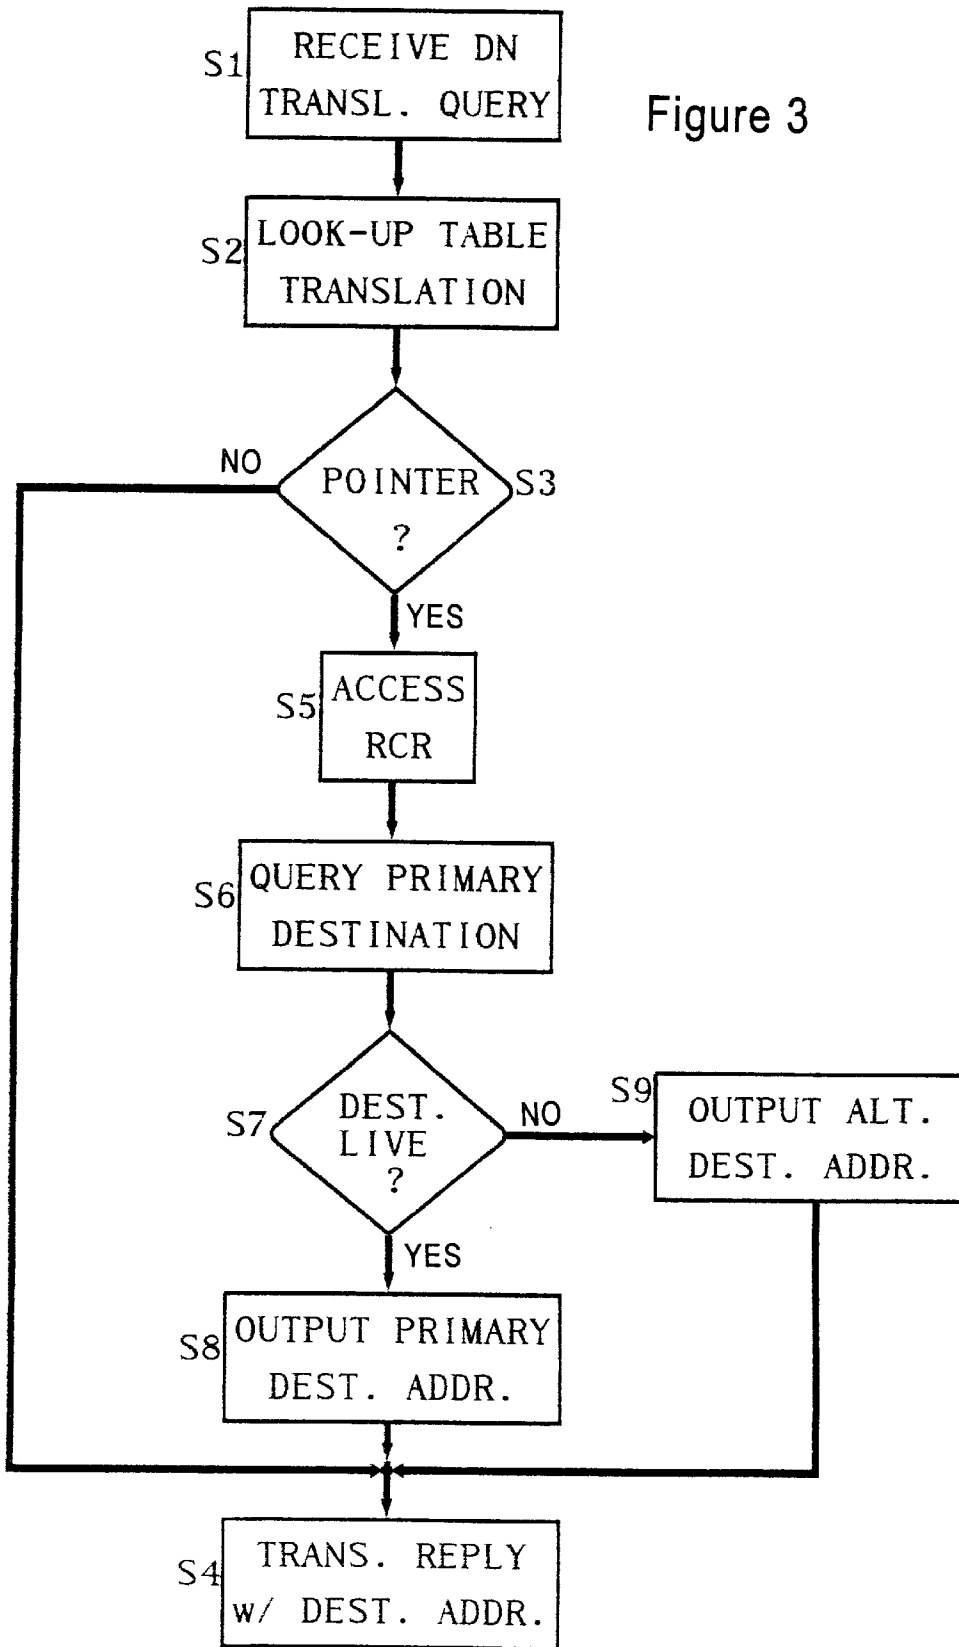 Figure 3
S1
RECEIVE DN
TRANSL. QUERY
S2
LOOK-UP TABLE
TRANSLATION
NO
POINTER
?
S3
YES
S5
ACCESS
RCR
S6
QUERY PRIMARY
DESTINATION
S7
DEST.
LIVE
?
NO
S9
OUTPUT ALT.
DEST. ADDR.
YES
S8
OUTPUT PRIMARY
DEST. ADDR.
S4
TRANS. REPLY
w/ DEST. ADDR.